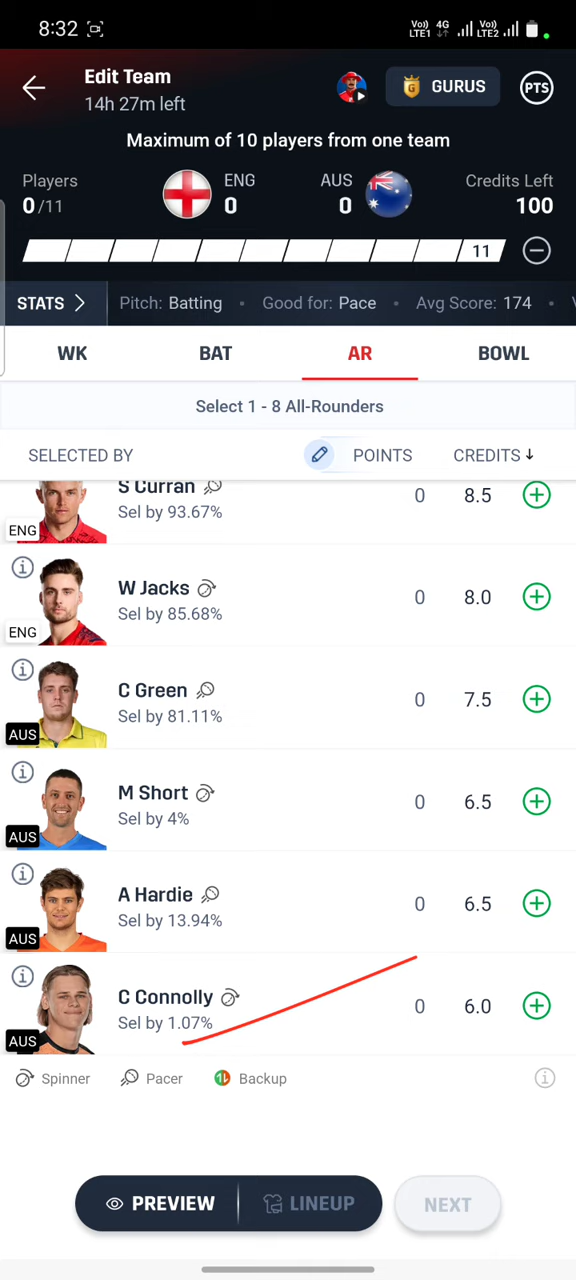 8:32 Vo) LTE1 4G Vo) LTE2
Edit Team
14h 27m left
GURUS
PTS
Maximum of 10 players from one team
Players ENG AUS Credits Left
0/11 0 0 100
11
STATS Pitch: Batting • Good for: Pace • Avg Score: 174 •
WK BAT AR BOWL
Select 1 - 8 All-Rounders
SELECTED BY POINTS CREDITS
S Curran
Sel by 93.67%
0 8.5
ENG
W Jacks
Sel by 85.68%
0 8.0
ENG
C Green
Sel by 81.11%
0 7.5
AUS
M Short
Sel by 4%
0 6.5
AUS
A Hardie
Sel by 13.94%
0 6.5
AUS
C Connolly
Sel by 1.07%
0 6.0
AUS
Spinner Pacer Backup
PREVIEW LINEUP NEXT